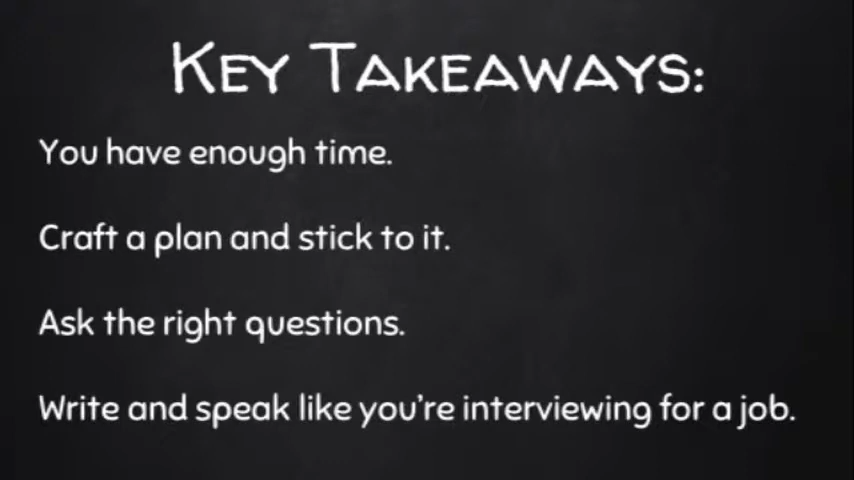 Key Takeaways:
You have enough time.
Craft a plan and stick to it.
Ask the right questions.
Write and speak like you're interviewing for a job.